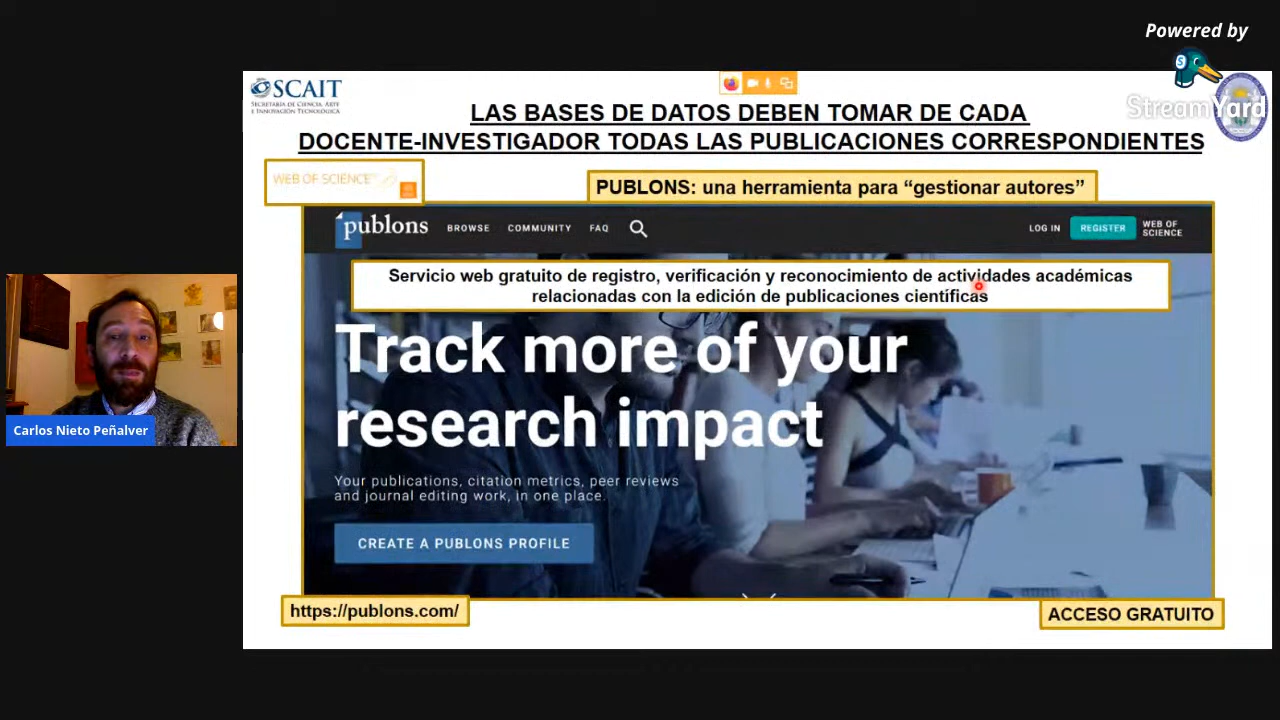 Powered by
StreamYard
SCAIT
SECRETARÍA DE CIENCIA, ARTE
E INNOVACIÓN TECNOLÓGICA
LAS BASES DE DATOS DEBEN TOMAR DE CADA
DOCENTE-INVESTIGADOR TODAS LAS PUBLICACIONES CORRESPONDIENTES
WEB OF SCIENCE
PUBLONS: una herramienta para “gestionar autores”
publons BROWSE COMMUNITY FAQ LOG IN REGISTER WEB OF SCIENCE
Servicio web gratuito de registro, verificación y reconocimiento de actividades académicas
relacionadas con la edición de publicaciones científicas
Track more of your
research impact
Your publications, citation metrics, peer reviews
and journal editing work, in one place.
CREATE A PUBLONS PROFILE
Carlos Nieto Peñalver
https://publons.com/
ACCESO GRATUITO